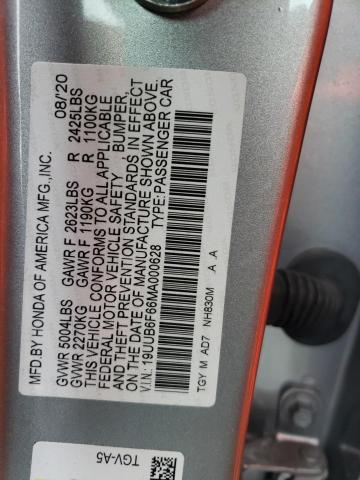 MFD BY HONDA OF AMERICA MFG.,INC. 08/'20
GVWR 5004LBS GAWR F 2623LBS R 2425LBS
GVWR 2270KG GAWR F 1190KG R 1100KG
THIS VEHICLE CONFORMS TO ALL APPLICABLE
FEDERAL MOTOR VEHICLE SAFETY , BUMPER,
AND THEFT PREVENTION STANDARDS IN EFFECT
ON THE DATE OF MANUFACTURE SHOWN ABOVE.
V.I.N: 19UUB6F66MA000628 TYPE:PASSENGER CAR
TGY M AD7 NH830M A A
TGV-A5